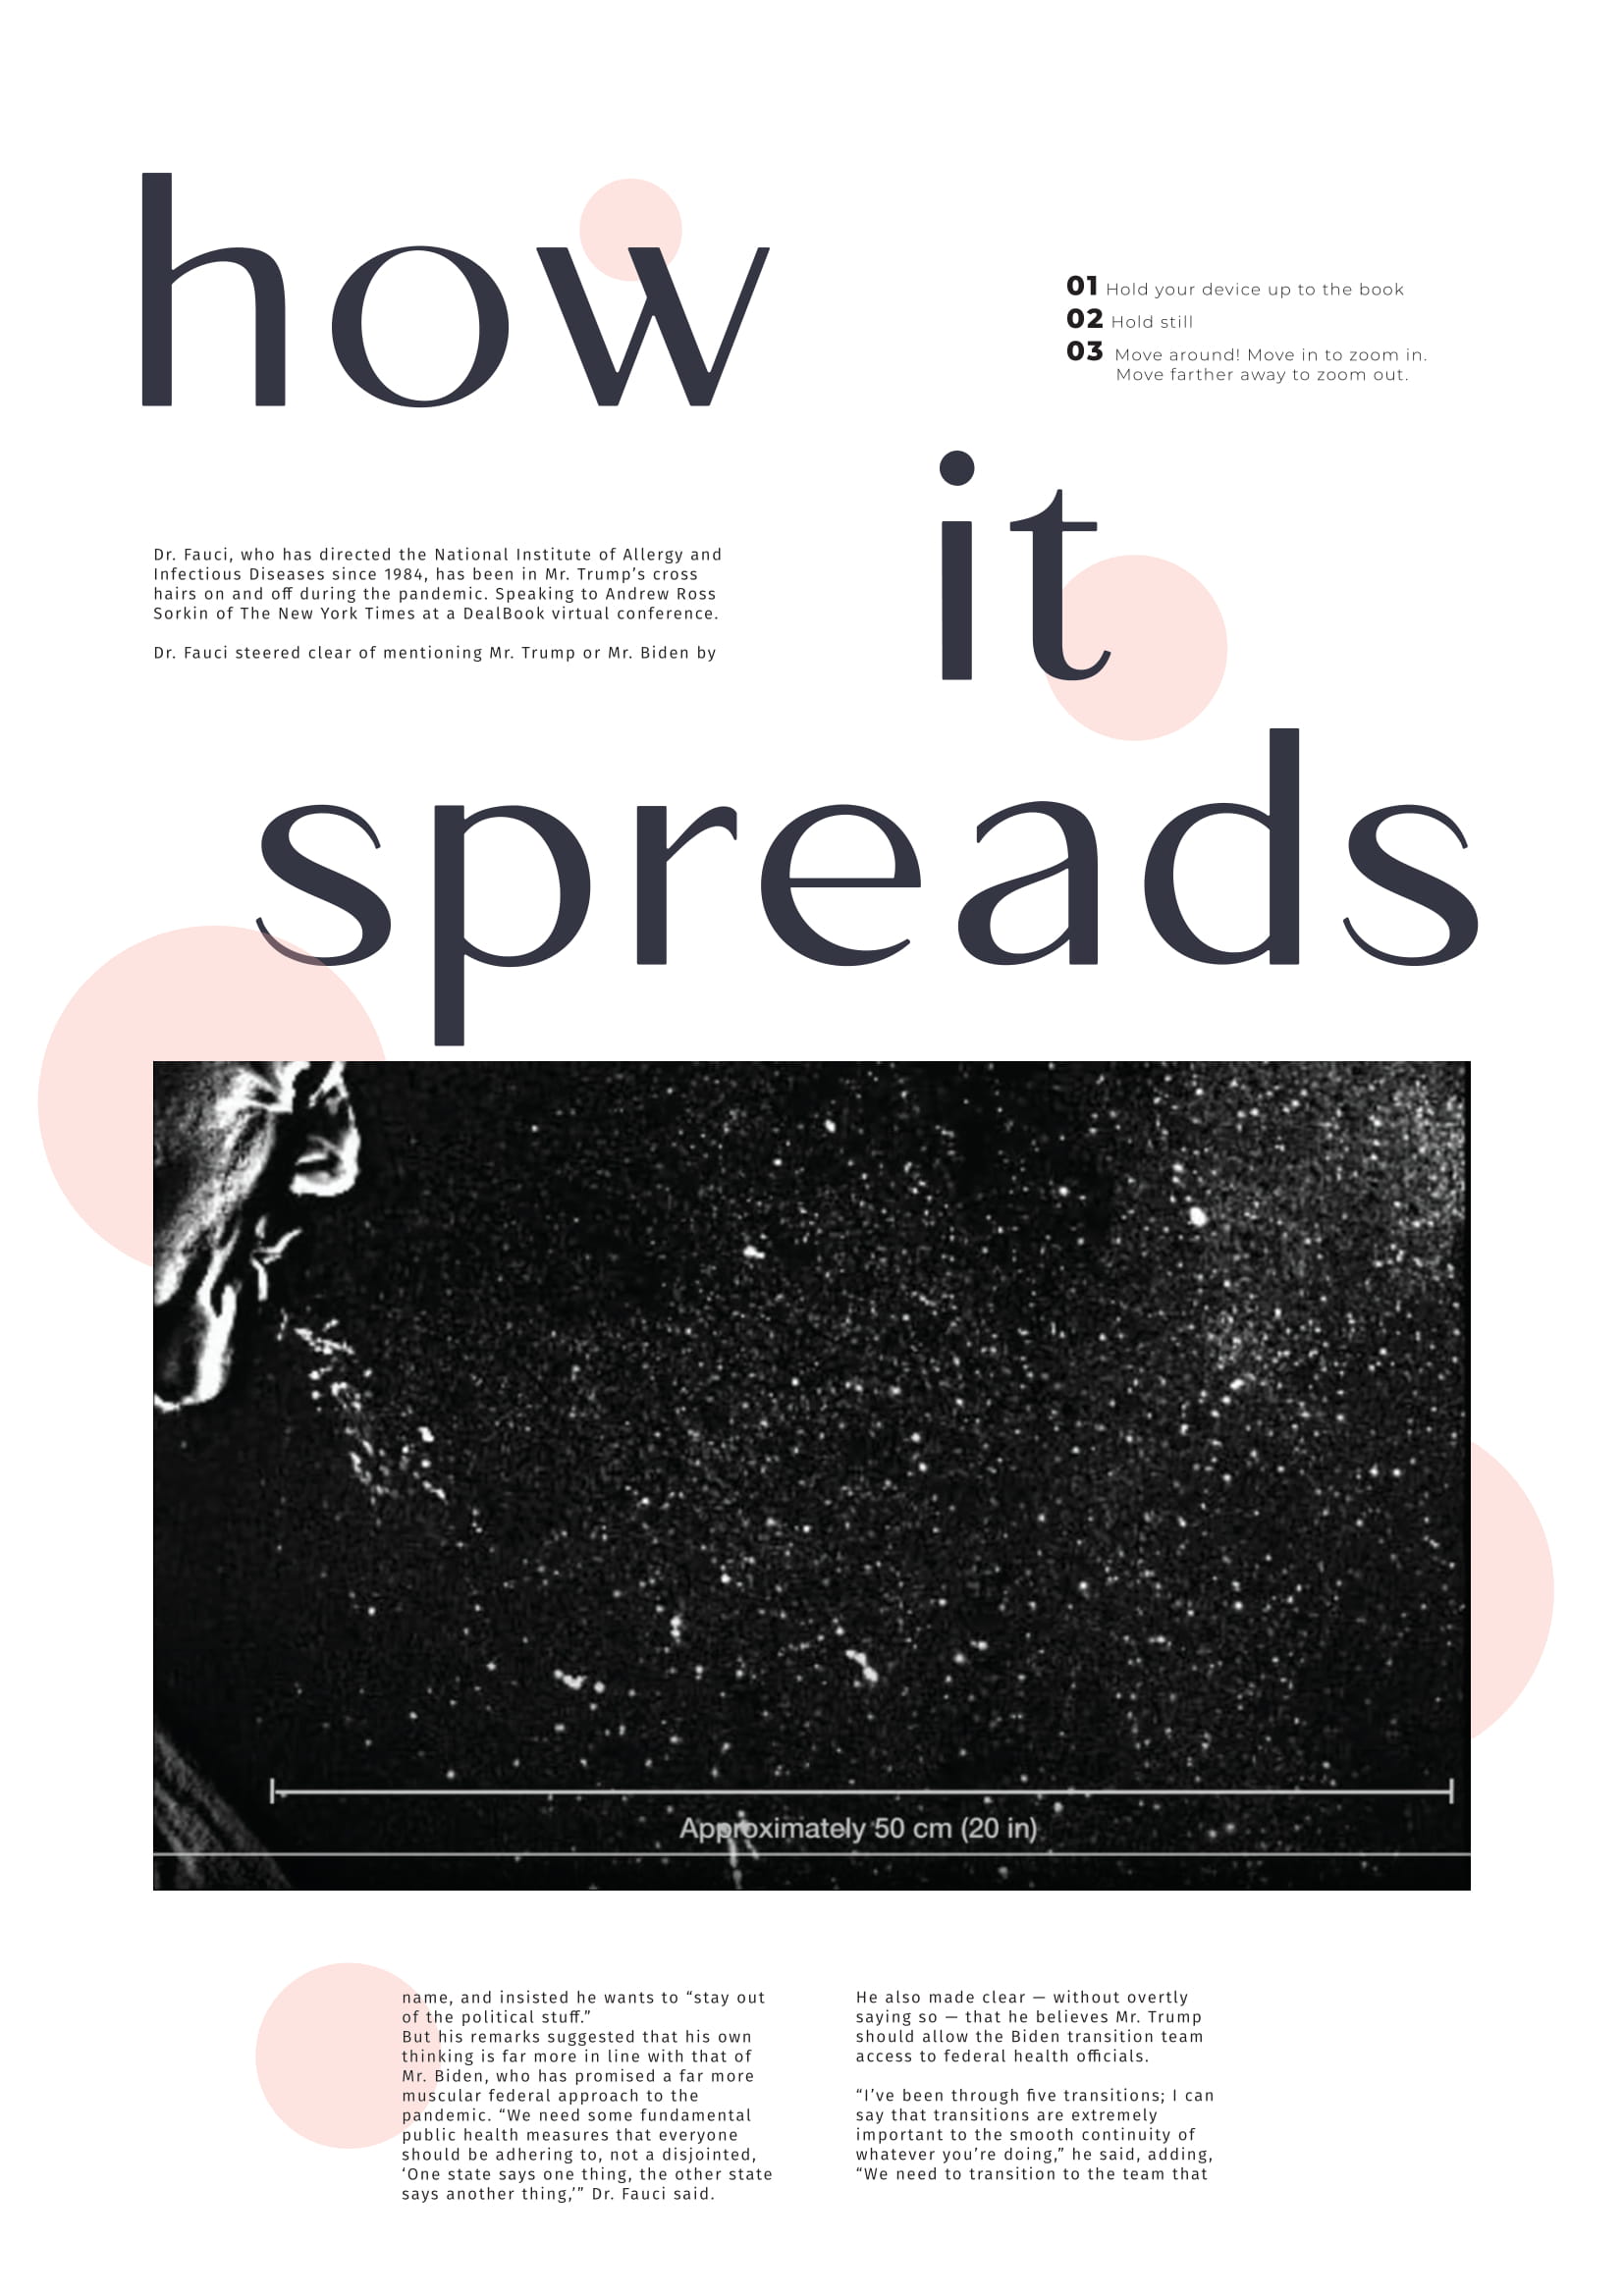 how
01 Hold your device up to the book
02 Hold still
03 Move around! Move in to zoom in.
Move farther away to zoom out.
it
Dr. Fauci, who has directed the National Institute of Allergy and
Infectious Diseases since 1984, has been in Mr. Trump’s cross
hairs on and off during the pandemic. Speaking to Andrew Ross
Sorkin of The New York Times at a DealBook virtual conference.
Dr. Fauci steered clear of mentioning Mr. Trump or Mr. Biden by
spreads
Approximately 50 cm (20 in)
name, and insisted he wants to “stay out
of the political stuff.”
But his remarks suggested that his own
thinking is far more in line with that of
Mr. Biden, who has promised a far more
muscular federal approach to the
pandemic. “We need some fundamental
public health measures that everyone
should be adhering to, not a disjointed,
‘One state says one thing, the other state
says another thing,’” Dr. Fauci said.
He also made clear — without overtly
saying so — that he believes Mr. Trump
should allow the Biden transition team
access to federal health officials.
“I’ve been through five transitions; I can
say that transitions are extremely
important to the smooth continuity of
whatever you’re doing,” he said, adding,
“We need to transition to the team that